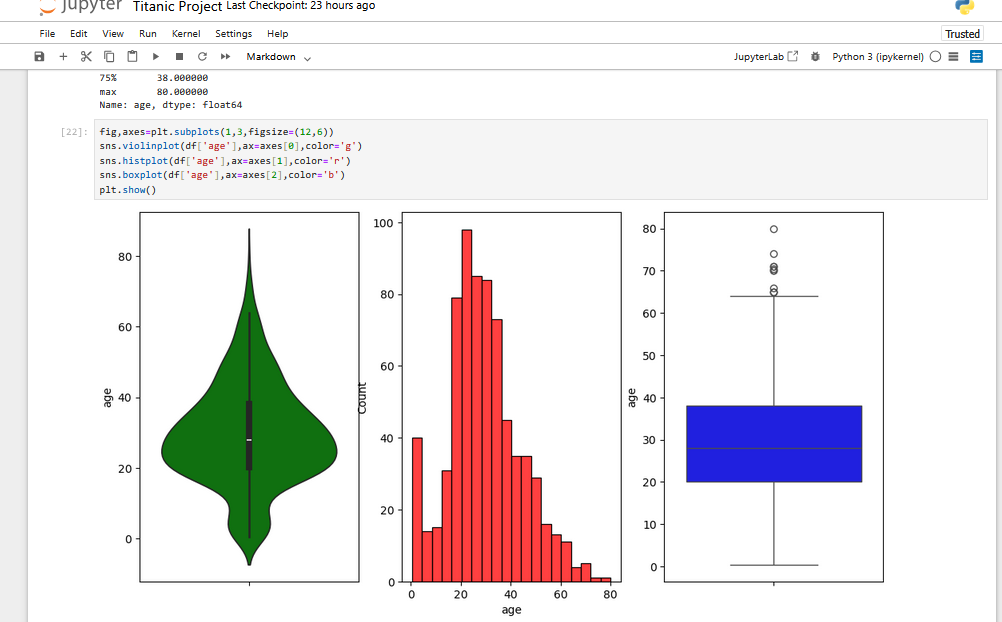 jupyter Titanic Project Last Checkpoint: 23 hours ago
File Edit View Run Kernel Settings Help Trusted
Markdown JupyterLab Python 3 (ipykernel)
75% 38.000000
max 80.000000
Name: age, dtype: float64
[22]:
fig,axes=plt.subplots(1,3,figsize=(12,6))
sns.violinplot(df['age'],ax=axes[0],color='g')
sns.histplot(df['age'],ax=axes[1],color='r')
sns.boxplot(df['age'],ax=axes[2],color='b')
plt.show()
80
60
40
20
0
age
100
80
60
40
20
0
Count
0 20 40 60 80
age
80
70
60
50
40
30
20
10
0
age